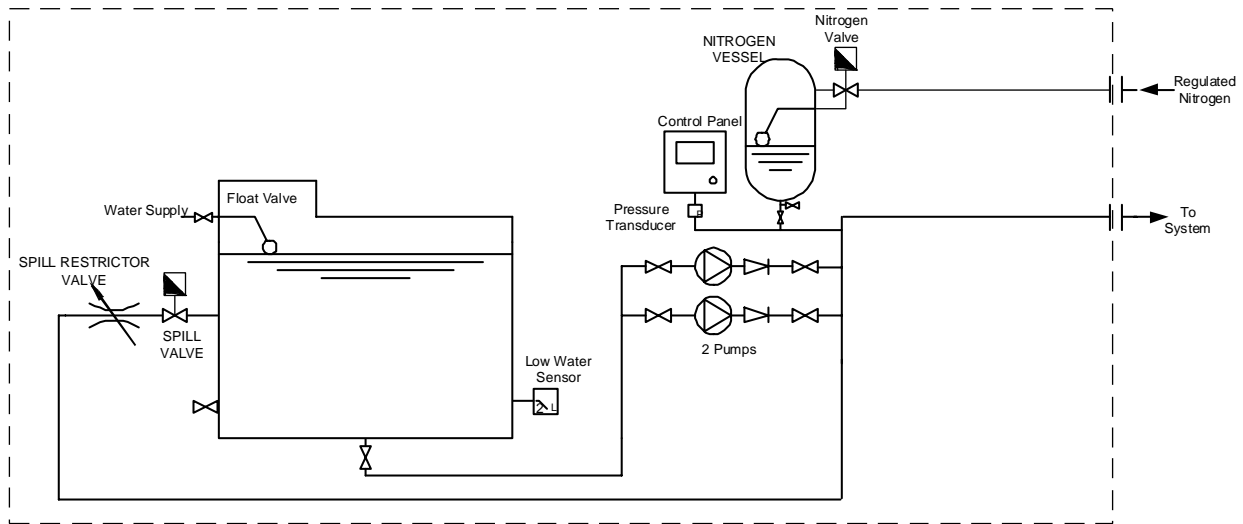 Nitrogen
Valve
NITROGEN
VESSEL
Regulated
Nitrogen
Control Panel
Float Valve
Water Supply
Pressure
Transducer
P
To
System
SPILL RESTRICTOR
VALVE
SPILL
VALVE
2 Pumps
Low Water
Sensor
2 L